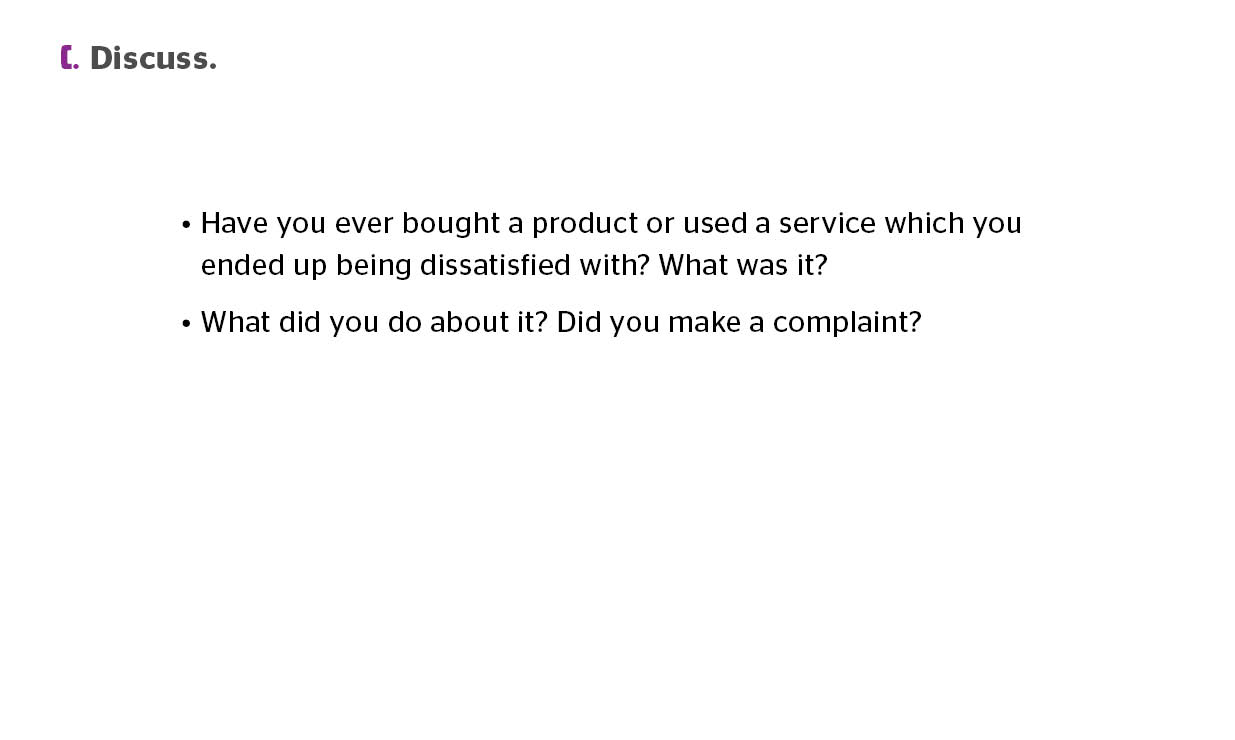 C. Discuss.
• Have you ever bought a product or used a service which you
ended up being dissatisfied with? What was it?
• What did you do about it? Did you make a complaint?